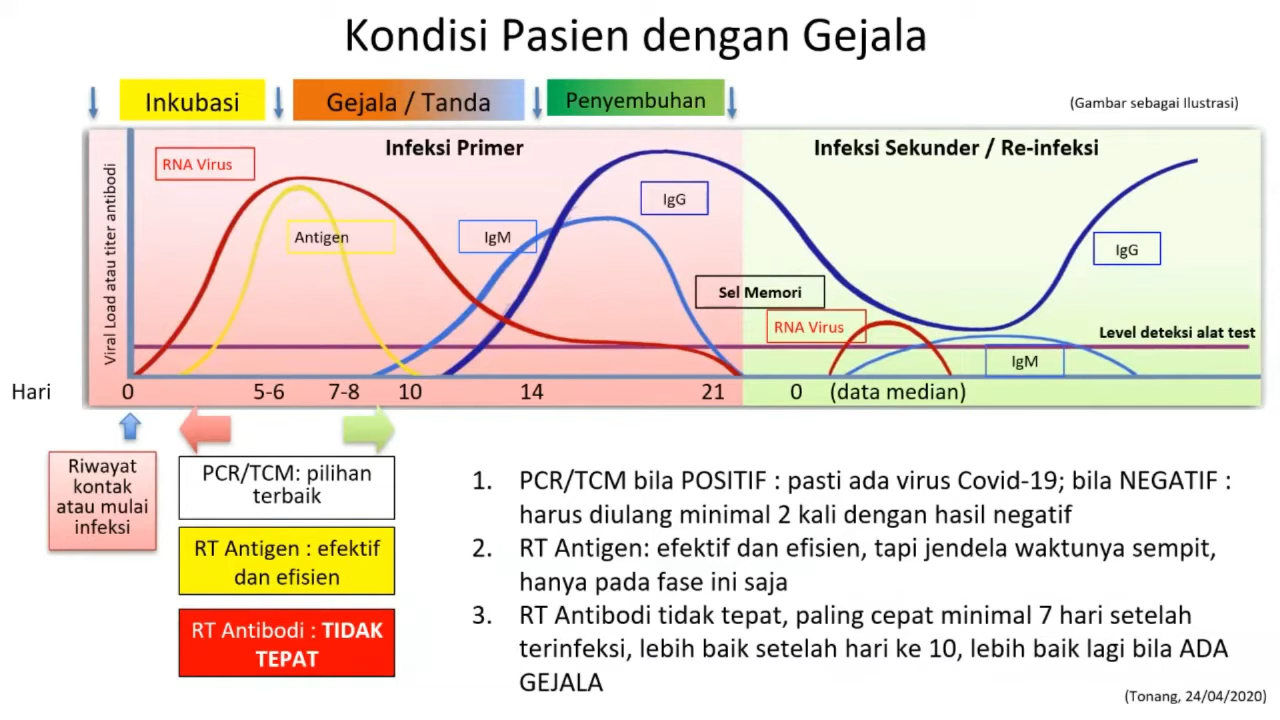 Kondisi Pasien dengan Gejala
Inkubasi
Gejala / Tanda
Penyembuhan
(Gambar sebagai Ilustrasi)
Infeksi Primer
Infeksi Sekunder / Re-infeksi
Viral Load atau titer antibodi
RNA Virus
Antigen
IgM
IgG
Sel Memori
RNA Virus
IgG
Level deteksi alat test
IgM
Hari
0
5-6
7-8
10
14
21
0
(data median)
Riwayat
kontak
atau mulai
infeksi
PCR/TCM: pilihan
terbaik
RT Antigen : efektif
dan efisien
RT Antibodi : TIDAK
TEPAT
1. PCR/TCM bila POSITIF : pasti ada virus Covid-19; bila NEGATIF :
harus diulang minimal 2 kali dengan hasil negatif
2. RT Antigen: efektif dan efisien, tapi jendela waktunya sempit,
hanya pada fase ini saja
3. RT Antibodi tidak tepat, paling cepat minimal 7 hari setelah
terinfeksi, lebih baik setelah hari ke 10, lebih baik lagi bila ADA
GEJALA
(Tonang, 24/04/2020)